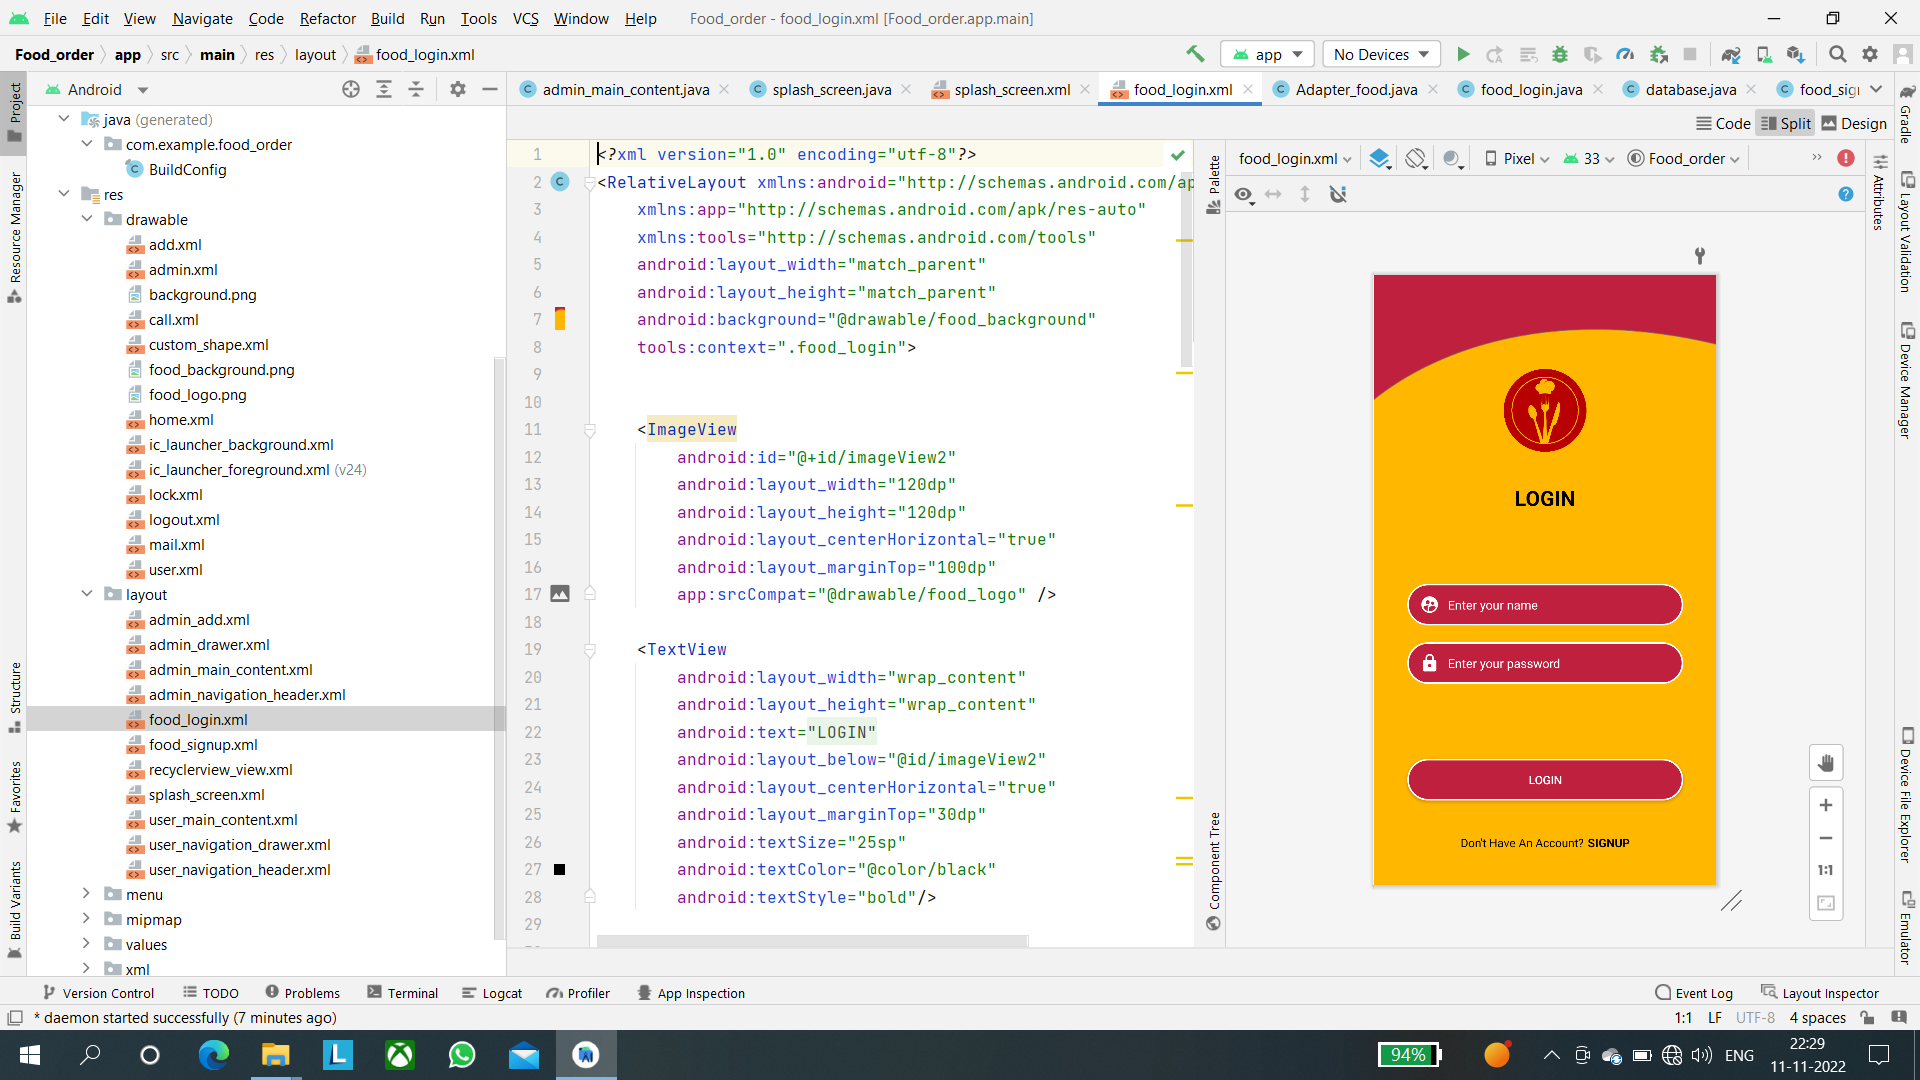 File Edit View Navigate Code Refactor Build Run Tools VCS Window Help Food_order - food_login.xml [Food_order.app.main]
Food_order app src main res layout food_login.xml
app No Devices
Android
admin_main_content.java splash_screen.java splash_screen.xml food_login.xml Adapter_food.java food_login.java database.java food_sig
Code Split Design
Project
Resource Manager
Structure
Favorites
Build Variants
java (generated)
com.example.food_order
BuildConfig
res
drawable
add.xml
admin.xml
background.png
call.xml
custom_shape.xml
food_background.png
food_logo.png
home.xml
ic_launcher_background.xml
ic_launcher_foreground.xml (v24)
lock.xml
logout.xml
mail.xml
user.xml
layout
admin_add.xml
admin_drawer.xml
admin_main_content.xml
admin_navigation_header.xml
food_login.xml
food_signup.xml
recyclerview_view.xml
splash_screen.xml
user_main_content.xml
user_navigation_drawer.xml
user_navigation_header.xml
menu
mipmap
values
xml
1 <?xml version="1.0" encoding="utf-8"?>
2 <RelativeLayout xmlns:android="http://schemas.android.com/ap
3 xmlns:app="http://schemas.android.com/apk/res-auto"
4 xmlns:tools="http://schemas.android.com/tools"
5 android:layout_width="match_parent"
6 android:layout_height="match_parent"
7 android:background="@drawable/food_background"
8 tools:context=".food_login">
9
10
11 <ImageView
12 android:id="@+id/imageView2"
13 android:layout_width="120dp"
14 android:layout_height="120dp"
15 android:layout_centerHorizontal="true"
16 android:layout_marginTop="100dp"
17 app:srcCompat="@drawable/food_logo" />
18
19 <TextView
20 android:layout_width="wrap_content"
21 android:layout_height="wrap_content"
22 android:text="LOGIN"
23 android:layout_below="@id/imageView2"
24 android:layout_centerHorizontal="true"
25 android:layout_marginTop="30dp"
26 android:textSize="25sp"
27 android:textColor="@color/black"
28 android:textStyle="bold"/>
29
Palette
Component Tree
food_login.xml Pixel 33 Food_order
LOGIN
Enter your name
Enter your password
LOGIN
Don't Have An Account? SIGNUP
1:1
Attributes
Gradle
Layout Validation
Device Manager
Device File Explorer
Emulator
Version Control TODO Problems Terminal Logcat Profiler App Inspection Event Log Layout Inspector
* daemon started successfully (7 minutes ago) 1:1 LF UTF-8 4 spaces
94% ENG 22:29
11-11-2022